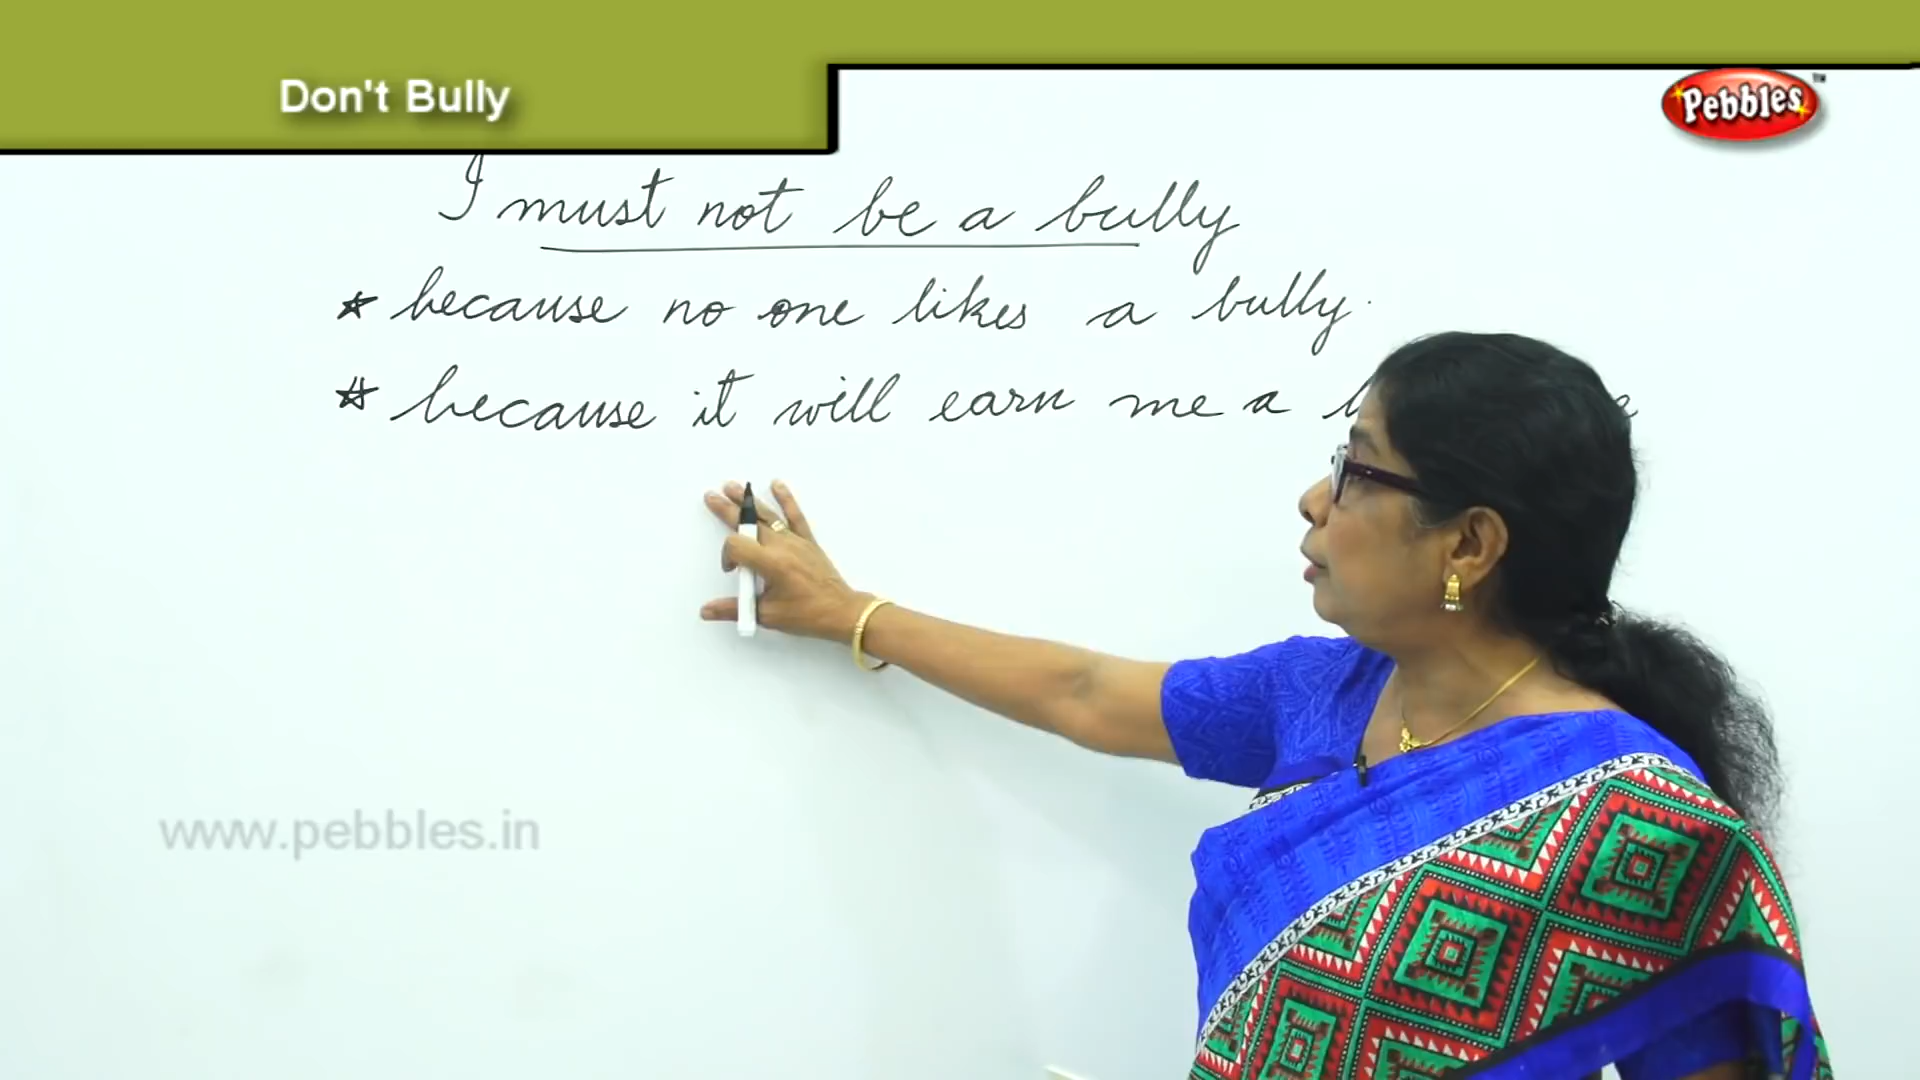 Don't Bully
Pebbles™
I must not be a bully
★ because no one likes a bully.
★ because it will earn me a
www.pebbles.in